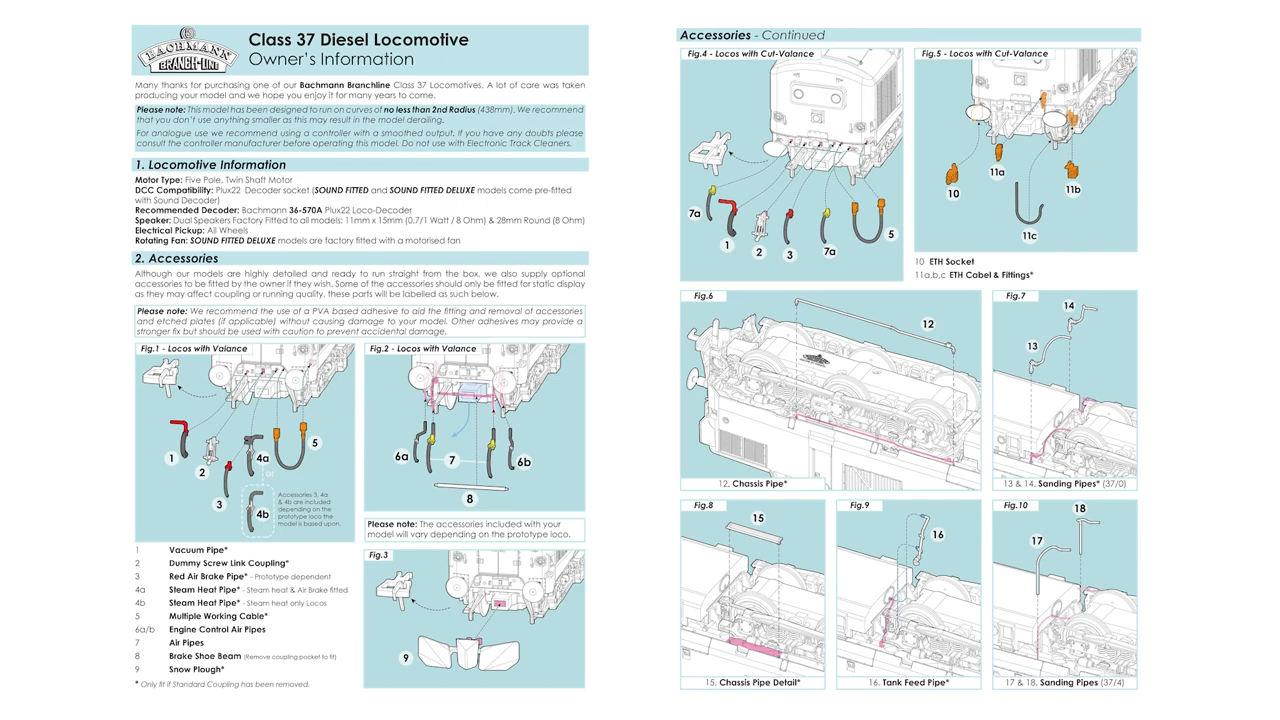 BACHMANN
BRANCH-LINE
Class 37 Diesel Locomotive
Owner's Information
Many thanks for purchasing one of our Bachmann Branchline Class 37 Locomotives. A lot of care was taken
producing your model and we hope you enjoy it for many years to come.
Please note: This model has been designed to run on curves of no less than 2nd Radius (438mm). We recommend
that you don't use anything smaller as this may result in the model derailing.
For analogue use we recommend using a controller with a smoothed output. If you have any doubts please
consult the controller manufacturer before operating this model. Do not use with Electronic Track Cleaners.
1. Locomotive Information
Motor Type: Five Pole, Twin Shaft Motor
DCC Compatibility: Plux22 Decoder socket (SOUND FITTED and SOUND FITTED DELUXE models come pre-fitted
with Sound Decoder)
Recommended Decoder: Bachmann 36-570A Plux22 Loco-Decoder
Speaker: Dual Speakers Factory Fitted to all models: 11mm x 15mm (0.7/1 Watt / 8 Ohm) & 28mm Round (8 Ohm)
Electrical Pickup: All Wheels
Rotating Fan: SOUND FITTED DELUXE models are factory fitted with a motorised fan
2. Accessories
Although our models are highly detailed and ready to run straight from the box, we also supply optional
accessories to be fitted by the owner if they wish. Some of the accessories should only be fitted for static display
as they may affect coupling or running quality, these parts will be labelled as such below.
Please note: We recommend the use of a PVA based adhesive to aid the fitting and removal of accessories
and etched plates (if applicable) without causing damage to your model. Other adhesives may provide a
stronger fix but should be used with caution to prevent accidental damage.
Fig.1 - Locos with Valance
1
2
3
4a
or
4b
5
Accessories 3, 4a
& 4b are included
depending on the
prototype loco the
model is based upon.
Fig.2 - Locos with Valance
6a
7
6b
8
Please note: The accessories included with your
model will vary depending on the prototype loco.
1 Vacuum Pipe*
2 Dummy Screw Link Coupling*
3 Red Air Brake Pipe* - Prototype dependent
4a Steam Heat Pipe* - Steam heat & Air Brake fitted
4b Steam Heat Pipe* - Steam heat only Locos
5 Multiple Working Cable*
6a/b Engine Control Air Pipes
7 Air Pipes
8 Brake Shoe Beam (Remove coupling pocket to fit)
9 Snow Plough*
* Only fit if Standard Coupling has been removed.
Fig.3
9
Accessories - Continued
Fig.4 - Locos with Cut-Valance
7a
1
2
3
7a
5
Fig.5 - Locos with Cut-Valance
10
11a
11b
11c
10 ETH Socket
11a,b,c ETH Cabel & Fittings*
Fig.6
12
12. Chassis Pipe*
Fig.7
14
13
13 & 14. Sanding Pipes* (37/0)
Fig.8
15
15. Chassis Pipe Detail*
Fig.9
16
16. Tank Feed Pipe*
Fig.10
18
17
17 & 18. Sanding Pipes (37/4)